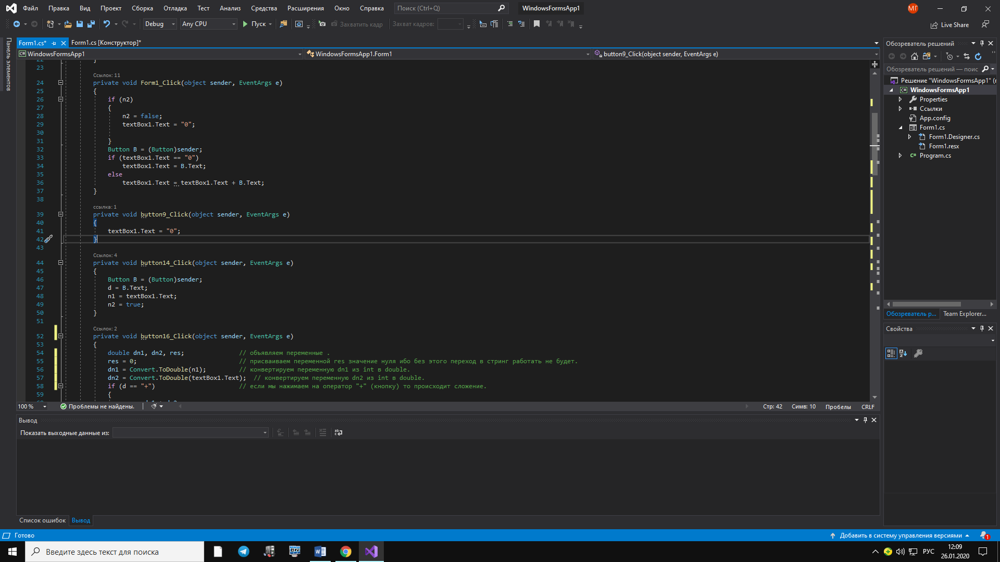 Файл Правка Вид Проект Сборка Отладка Тест Анализ Средства Расширения Окно Справка Поиск (Ctrl+Q) WindowsFormsApp1 МГ
Debug Any CPU Пуск Захватить кадр Захват кадров: Live Share
Панель элементов
Form1.cs* Form1.cs [Конструктор]*
WindowsFormsApp1 WindowsFormsApp1.Form1 button9_Click(object sender, EventArgs e)
22 }
23
Ссылок: 11
24 private void Form1_Click(object sender, EventArgs e)
25 {
26 if (n2)
27 {
28 n2 = false;
29 textBox1.Text = "0";
30
31 }
32 Button B = (Button)sender;
33 if (textBox1.Text == "0")
34 textBox1.Text = B.Text;
35 else
36 textBox1.Text = textBox1.Text + B.Text;
37 }
38
ссылка: 1
39 private void button9_Click(object sender, EventArgs e)
40 {
41 textBox1.Text = "0";
42 }
43
Ссылок: 4
44 private void button14_Click(object sender, EventArgs e)
45 {
46 Button B = (Button)sender;
47 d = B.Text;
48 n1 = textBox1.Text;
49 n2 = true;
50 }
51
Ссылок: 2
52 private void button16_Click(object sender, EventArgs e)
53 {
54 double dn1, dn2, res; // объявляем переменные .
55 res = 0; // присваиваем переменной res значение нуля ибо без этого переход в стринг работать не будет.
56 dn1 = Convert.ToDouble(n1); // конвертируем переменную dn1 из int в double.
57 dn2 = Convert.ToDouble(textBox1.Text); // конвертируем переменную dn2 из int в double.
58 if (d == "+") // если мы нажимаем на оператор "+" (кнопку) то происходит сложение.
59 {
100 % Проблемы не найдены. Стр: 42 Симв: 10 Пробелы CRLF
Вывод
Показать выходные данные из:
Список ошибок Вывод
Обозреватель решений
Обозреватель решений — поис
Решение "WindowsFormsApp1" (
WindowsFormsApp1
Properties
Ссылки
App.config
Form1.cs
Form1.Designer.cs
Form1.resx
Program.cs
Обозреватель р... Team Explorer...
Свойства
Готово Добавить в систему управления версиями 1
Введите здесь текст для поиска РУС 12:09
26.01.2020